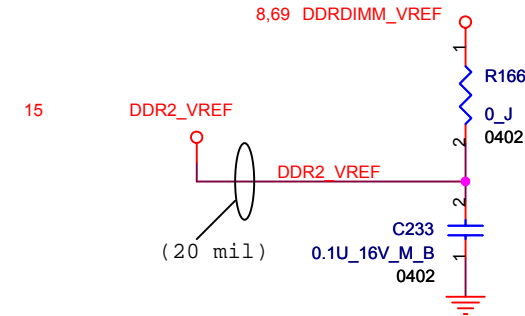 8,69 DDRDIMM_VREF
1
R166
0_J
0402
2
15 DDR2_VREF
DDR2_VREF
2
C233
0.1U_16V_M_B
1
0402
(20 mil)